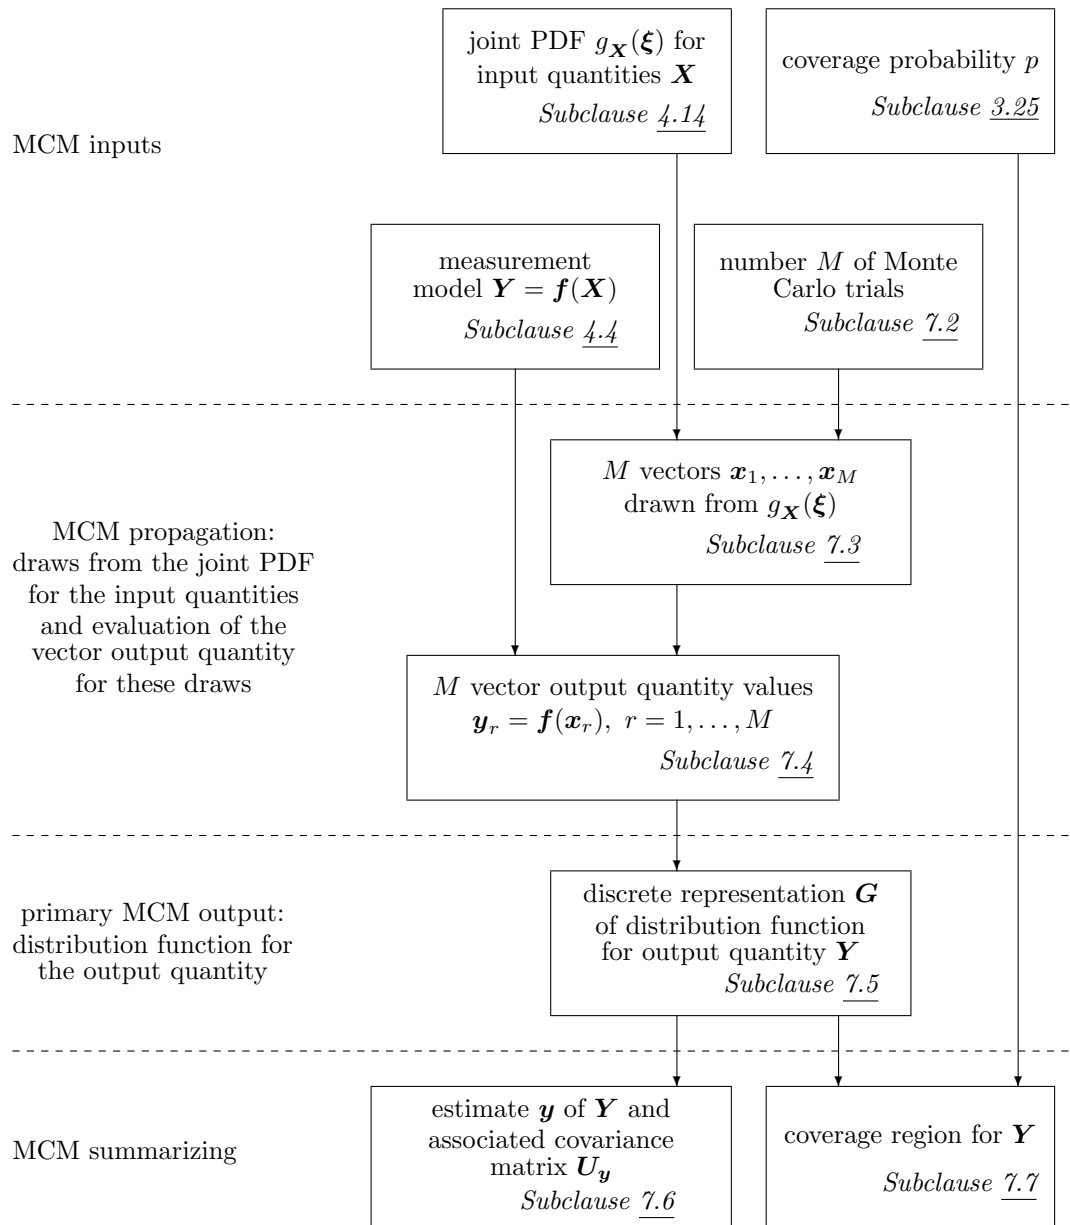 joint PDF g_X(ξ) for
input quantities X
Subclause 4.14
coverage probability p
Subclause 3.25
MCM inputs
measurement
model Y = f(X)
Subclause 4.4
number M of Monte
Carlo trials
Subclause 7.2
M vectors x₁, . . . , x_M
drawn from g_X(ξ)
Subclause 7.3
MCM propagation:
draws from the joint PDF
for the input quantities
and evaluation of the
vector output quantity
for these draws
M vector output quantity values
y_r = f(x_r), r = 1, . . . , M
Subclause 7.4
primary MCM output:
distribution function for
the output quantity
discrete representation G
of distribution function
for output quantity Y
Subclause 7.5
MCM summarizing
estimate y of Y and
associated covariance
matrix U_y
Subclause 7.6
coverage region for Y
Subclause 7.7